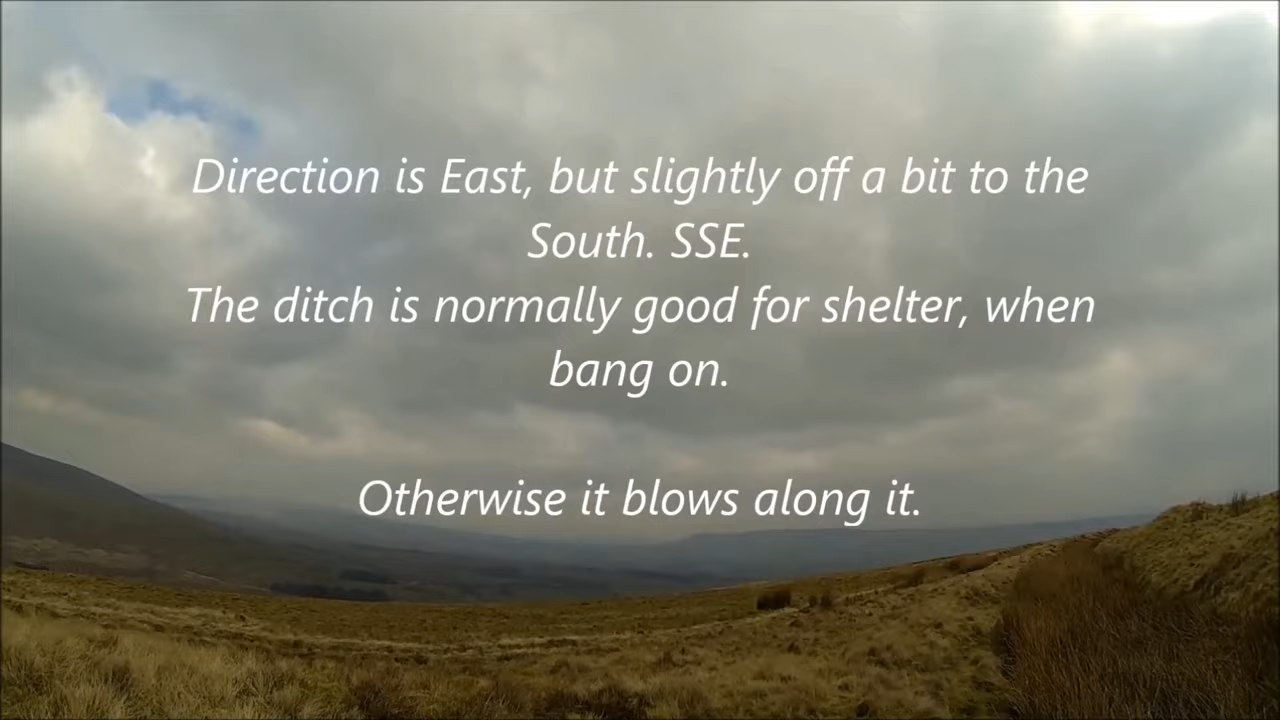 Direction is East, but slightly off a bit to the
South. SSE.
The ditch is normally good for shelter, when
bang on.
Otherwise it blows along it.